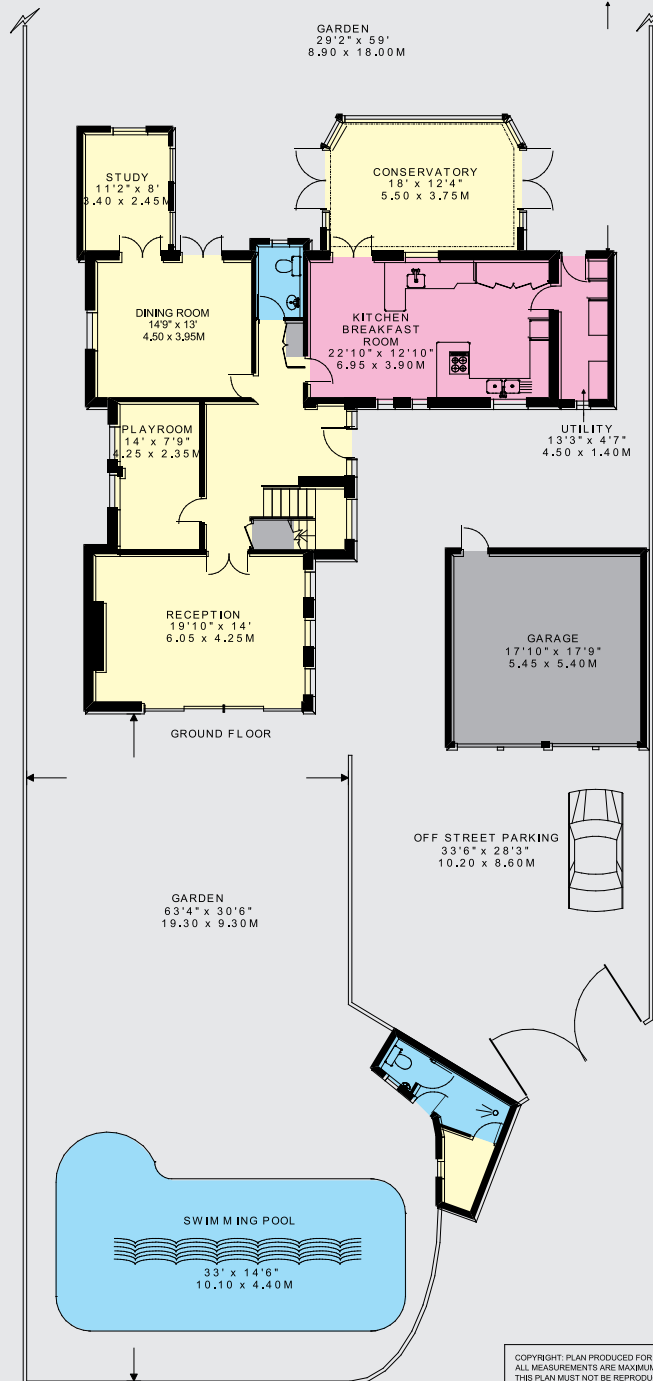 GARDEN
29'2" x 59'
8.90 x 18.00M
STUDY
11'2" x 8'
3.40 x 2.45M
CONSERVATORY
18' x 12'4"
5.50 x 3.75M
DINING ROOM
14'9" x 13'
4.50 x 3.95M
KITCHEN
BREAKFAST
ROOM
22'10" x 12'10"
6.95 x 3.90M
PLAYROOM
14' x 7'9"
4.25 x 2.35M
UTILITY
13'3" x 4'7"
4.50 x 1.40M
RECEPTION
19'10" x 14'
6.05 x 4.25M
GARAGE
17'10" x 17'9"
5.45 x 5.40M
GROUND FLOOR
OFF STREET PARKING
33'6" x 28'3"
10.20 x 8.60M
GARDEN
63'4" x 30'6"
19.30 x 9.30M
SWIMMING POOL
33' x 14'6"
10.10 x 4.40M
COPYRIGHT: PLAN PRODUCED FOR
ALL MEASUREMENTS ARE MAXIMUM
THIS PLAN MUST NOT BE REPRODU